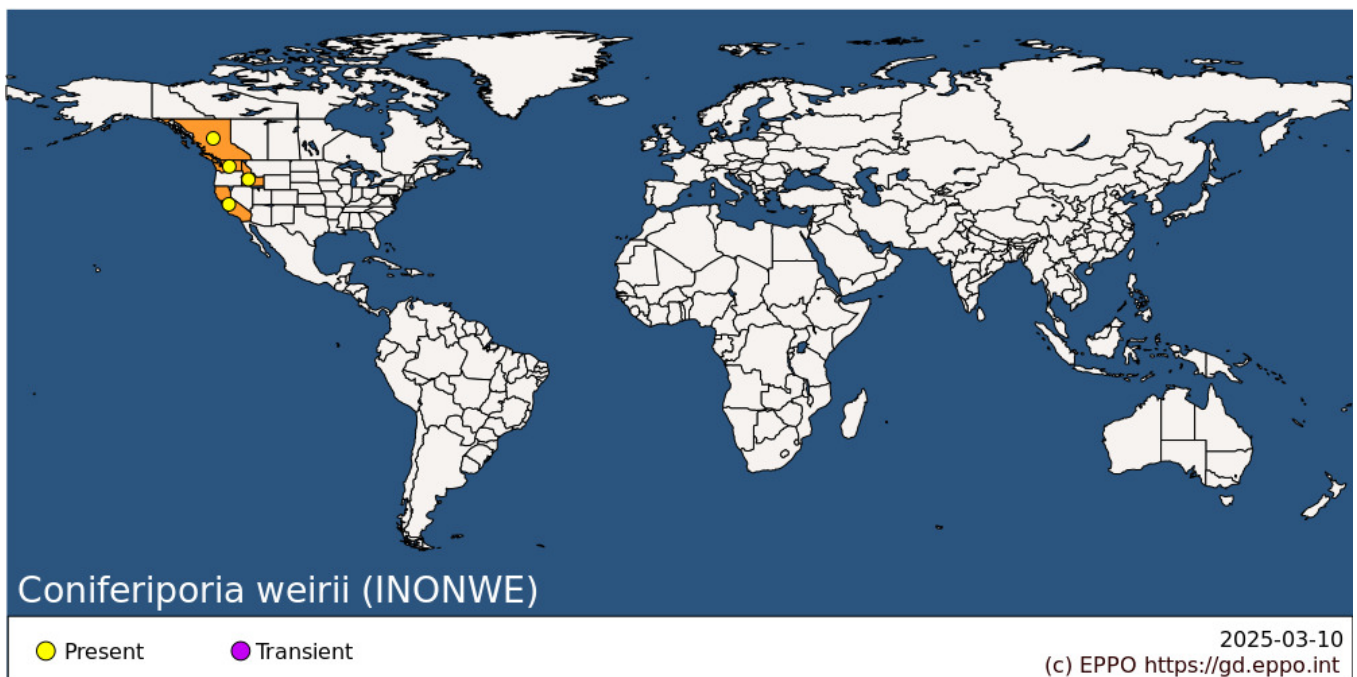 Coniferiporia weirii (INONWE)
Present
Transient
2025-03-10
(c) EPPO https://gd.eppo.int